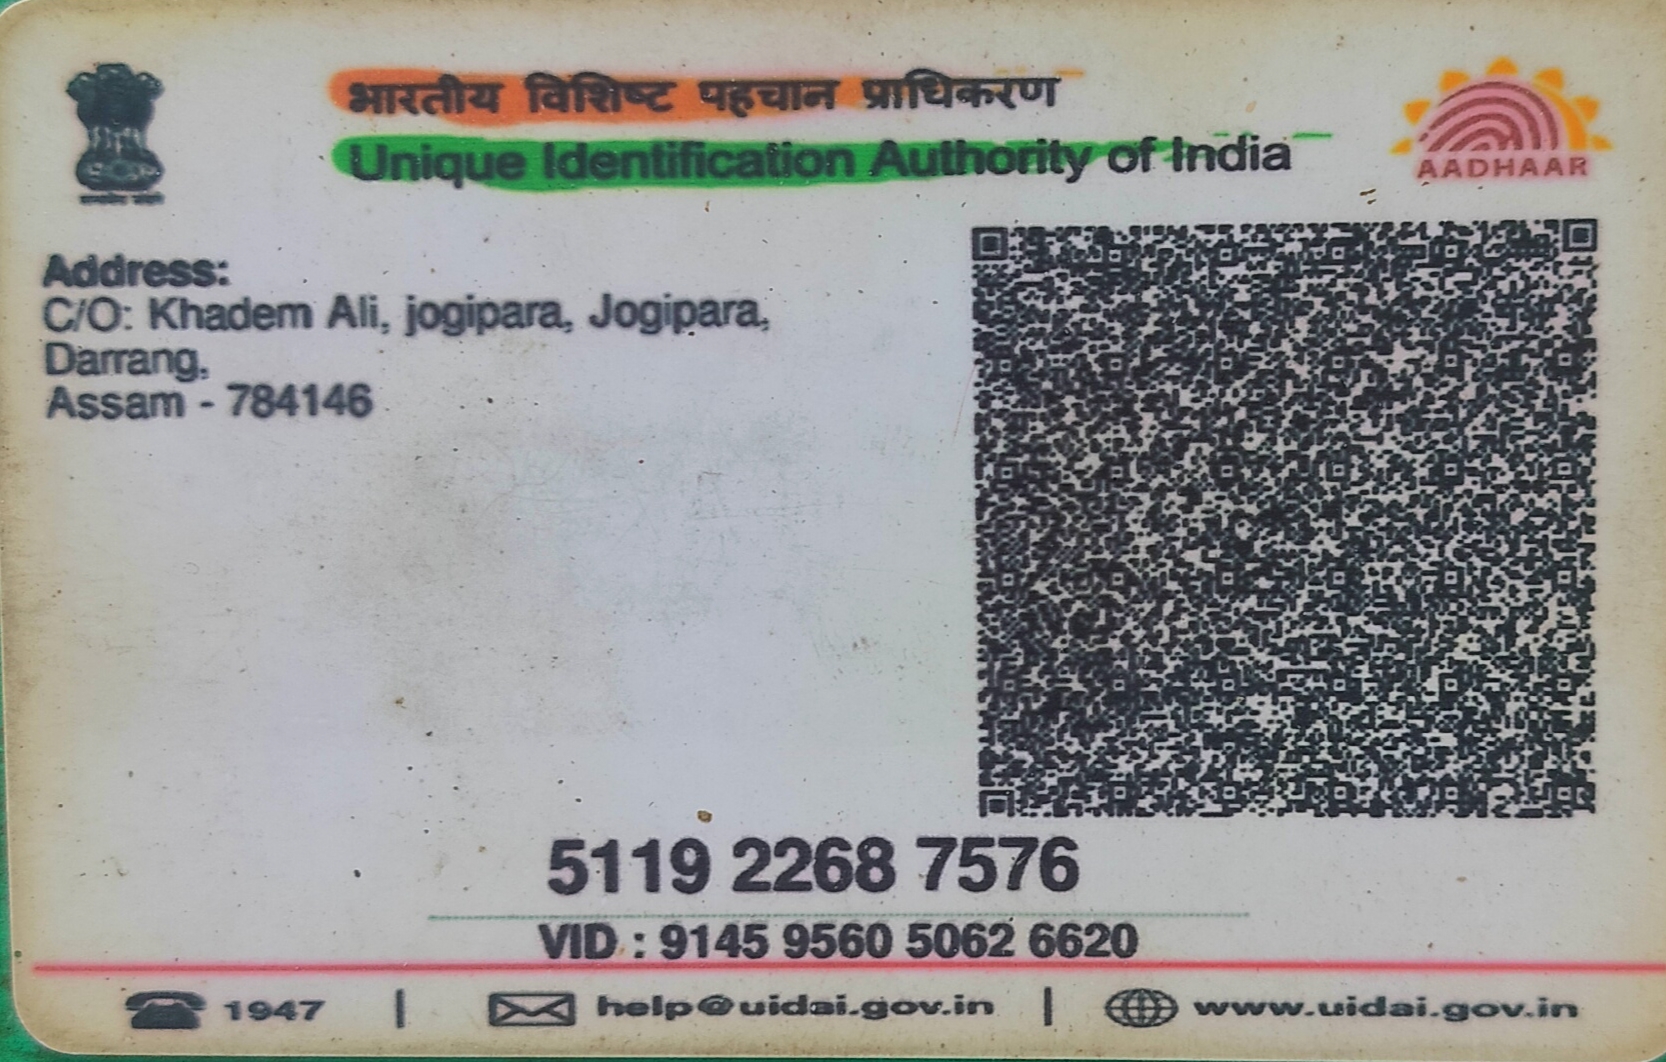 भारतीय विशिष्ट पहचान प्राधिकरण
Unique Identification Authority of India
AADHAAR
Address:
C/O: Khadem Ali, jogipara, Jogipara,
Darrang,
Assam - 784146
5119 2268 7576
VID : 9145 9560 5062 6620
1947 | help@uidai.gov.in | www.uidai.gov.in